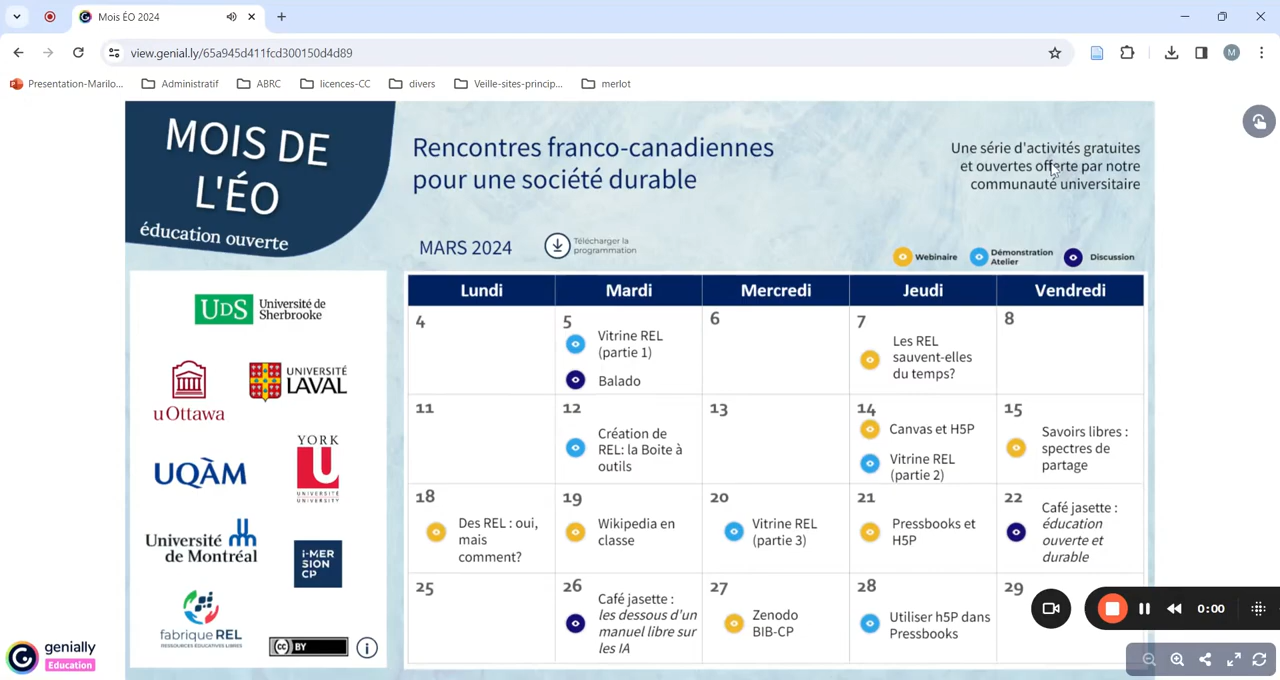 Mois ÉO 2024
view.genial.ly/65a945d411fcd300150d4d89
M
Presentation-Marilo...
Administratif
ABRC
licences-CC
divers
Veille-sites-princip...
merlot
MOIS DE
L'ÉO
éducation ouverte
Rencontres franco-canadiennes
pour une société durable
Une série d'activités gratuites
et ouvertes offerte par notre
communauté universitaire
MARS 2024
Télécharger la
programmation
Webinaire
Démonstration
Atelier
Discussion
UDS Université de
Sherbrooke
uOttawa
UNIVERSITÉ
LAVAL
UQÀM
YORK
U
UNIVERSITÉ
UNIVERSITY
Université
de Montréal
i-MER
SION
CP
fabrique REL
RESSOURCES ÉDUCATIVES LIBRES
CC BY
i
genially
Education
Lundi Mardi Mercredi Jeudi Vendredi
4
5
Vitrine REL
(partie 1)
Balado
6
7
Les REL
sauvent-elles
du temps?
8
11
12
Création de
REL: la Boite à
outils
13
14
Canvas et H5P
Vitrine REL
(partie 2)
15
Savoirs libres :
spectres de
partage
18
Des REL : oui,
mais
comment?
19
Wikipedia en
classe
20
Vitrine REL
(partie 3)
21
Pressbooks et
H5P
22
Café jasette :
éducation
ouverte et
durable
25
26
Café jasette :
les dessous d'un
manuel libre sur
les IA
27
Zenodo
BIB-CP
28
Utiliser h5P dans
Pressbooks
29
0:00